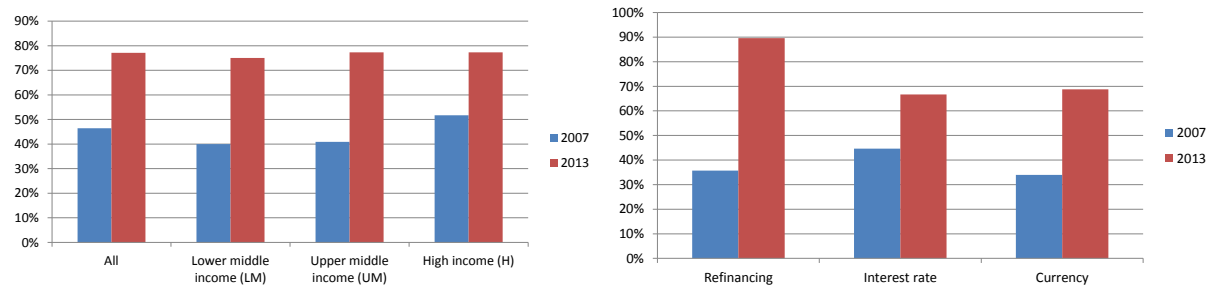 90%
80%
70%
60%
50%
40%
30%
20%
10%
0%
All
Lower middle
income (LM)
Upper middle
income (UM)
High income (H)
2007
2013
100%
90%
80%
70%
60%
50%
40%
30%
20%
10%
0%
Refinancing
Interest rate
Currency
2007
2013